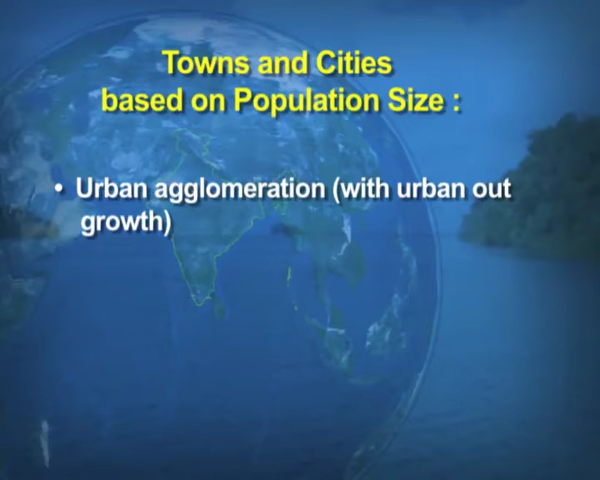 Towns and Cities
based on Population Size :
• Urban agglomeration (with urban out
growth)